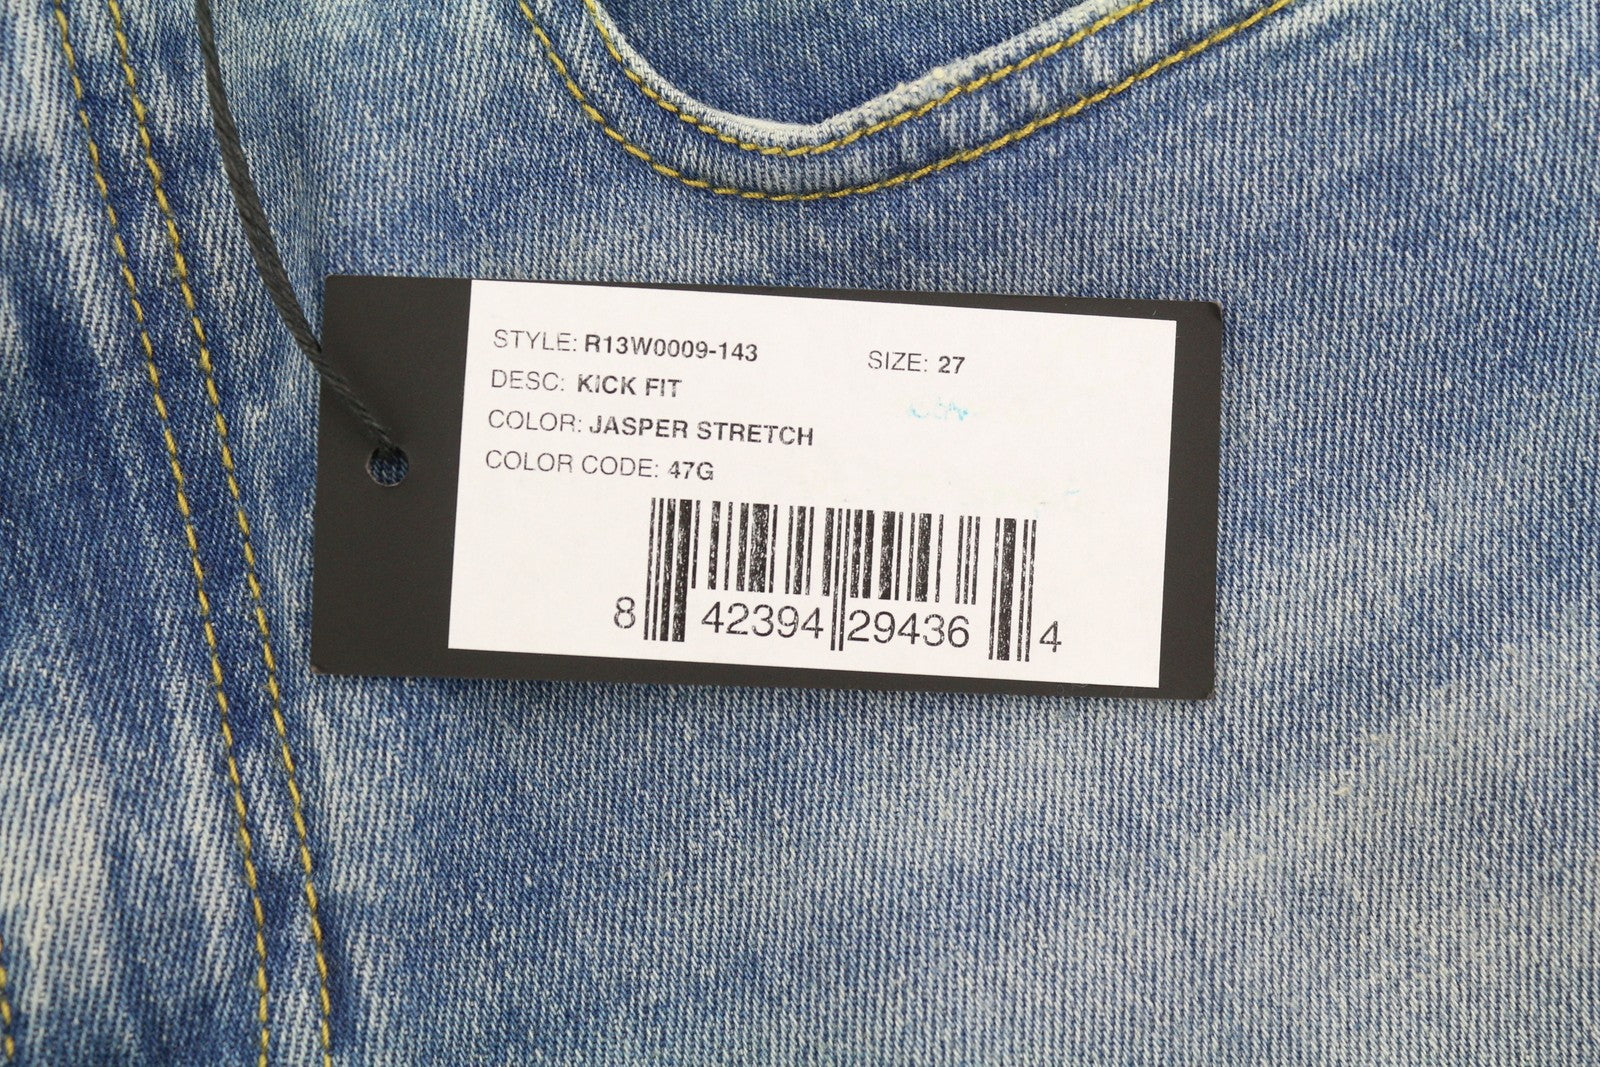 STYLE: R13W0009-143 SIZE: 27
DESC: KICK FIT
COLOR: JASPER STRETCH
COLOR CODE: 47G
8 42394 29436 4